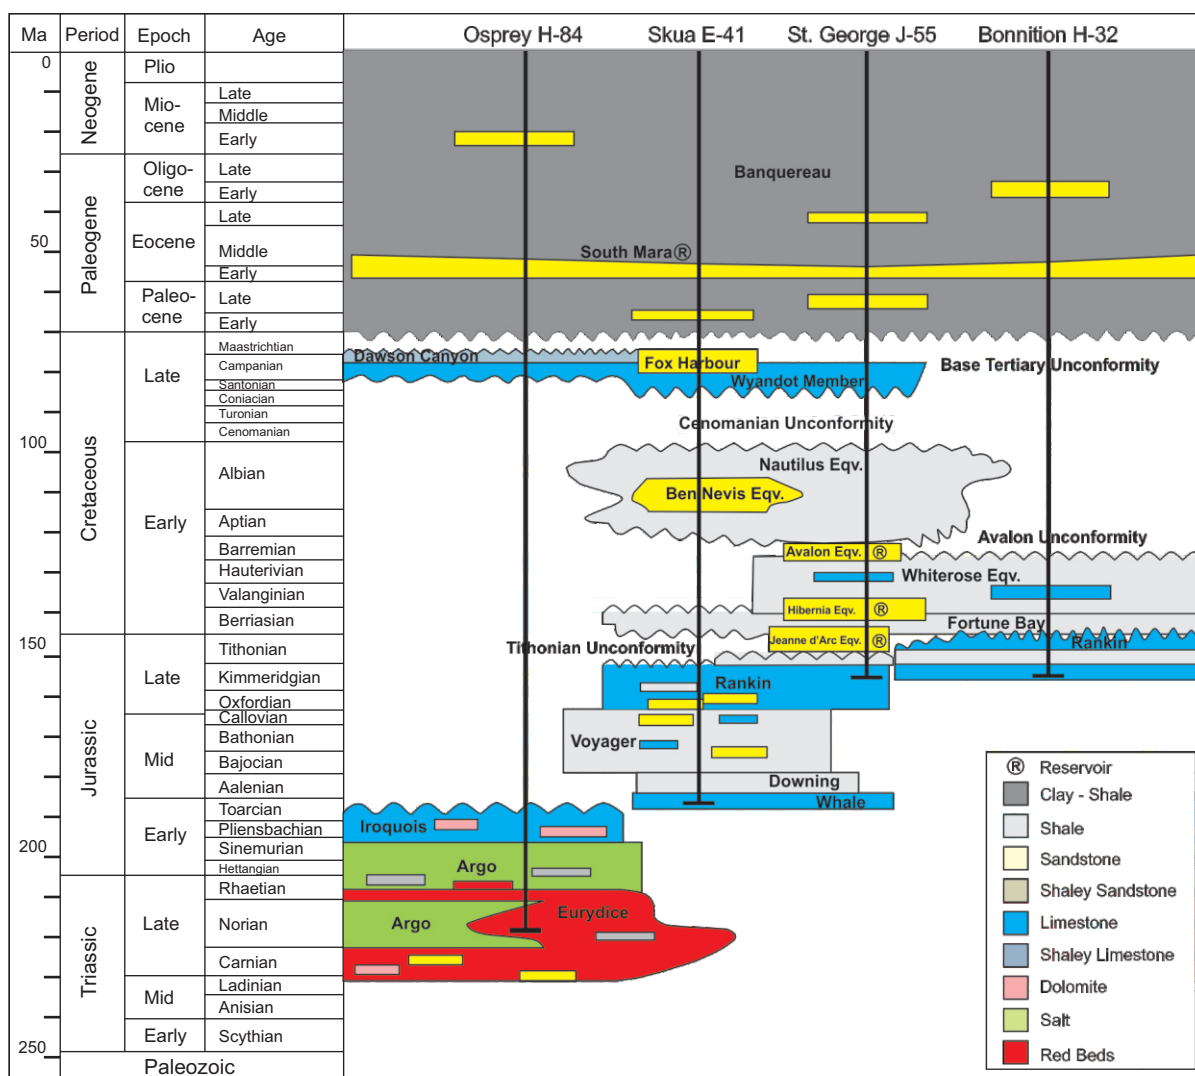 Ma Period Epoch Age Osprey H-84 Skua E-41 St. George J-55 Bonnition H-32
0
50
100
150
200
250
Neogene
Paleogene
Cretaceous
Jurassic
Triassic
Plio
Mio-
cene
Oligo-
cene
Eocene
Paleo-
cene
Late
Early
Late
Mid
Early
Late
Mid
Early
Paleozoic
Late
Middle
Early
Late
Early
Late
Middle
Early
Late
Early
Maastrichtian
Campanian
Santonian
Coniacian
Turonian
Cenomanian
Albian
Aptian
Barremian
Hauterivian
Valanginian
Berriasian
Tithonian
Kimmeridgian
Oxfordian
Callovian
Bathonian
Bajocian
Aalenian
Toarcian
Pliensbachian
Sinemurian
Hettangian
Rhaetian
Norian
Carnian
Ladinian
Anisian
Scythian
Banquereau
South Mara R
Dawson Canyon
Fox Harbour
Base Tertiary Unconformity
Wyandot Member
Cenomanian Unconformity
Nautilus Eqv.
Ben Nevis Eqv.
Avalon Unconformity
Avalon Eqv. R
Whiterose Eqv.
Hibernia Eqv. R
Fortune Bay
Jeanne d'Arc Eqv. R
Tithonian Unconformity
Rankin
Rankin
Voyager
Downing
Whale
Iroquois
Argo
Eurydice
Argo
R Reservoir
Clay - Shale
Shale
Sandstone
Shaley Sandstone
Limestone
Shaley Limestone
Dolomite
Salt
Red Beds